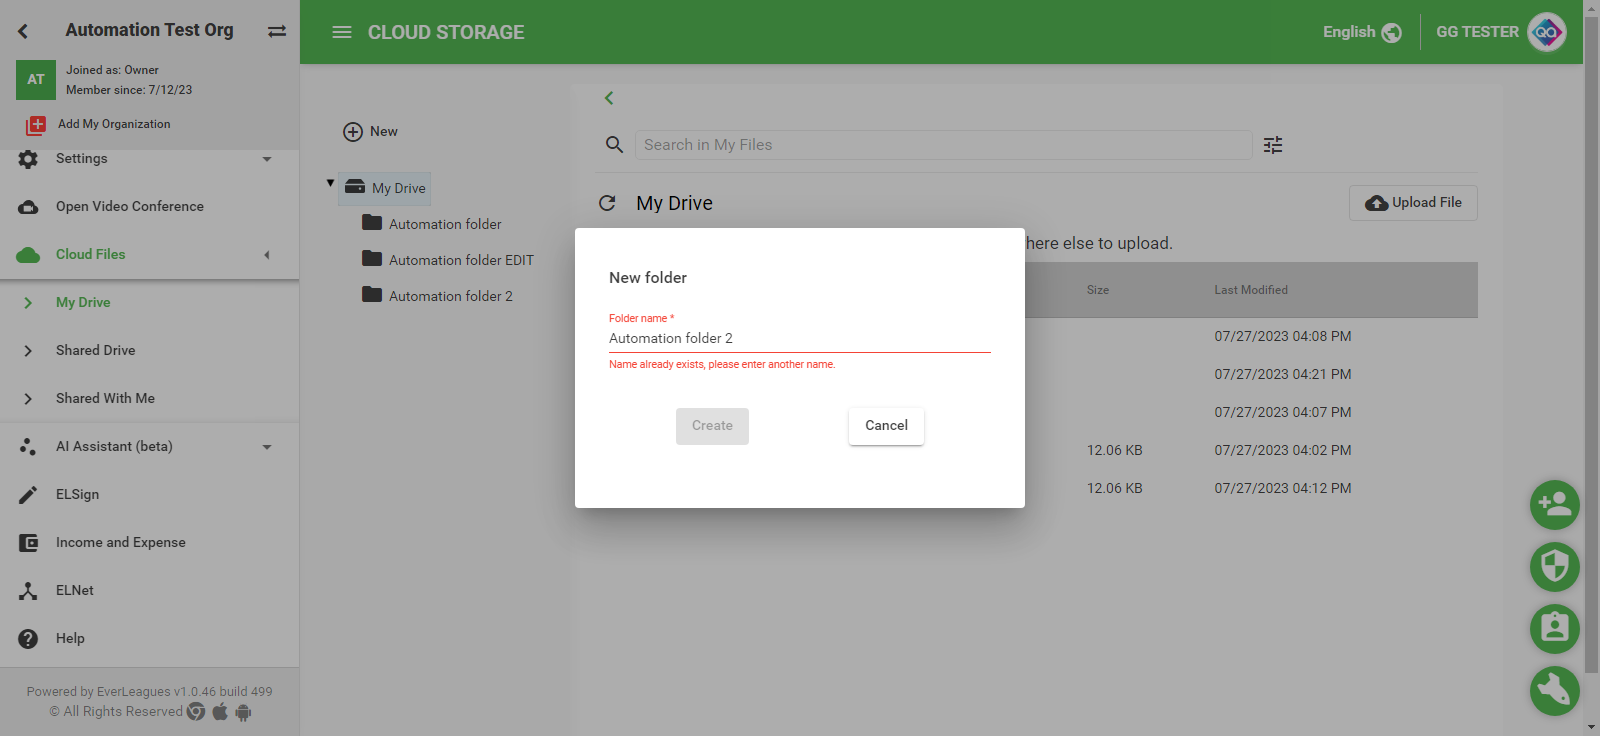 Automation Test Org
AT
Joined as: Owner
Member since: 7/12/23
Add My Organization
Settings
Open Video Conference
Cloud Files
My Drive
Shared Drive
Shared With Me
AI Assistant (beta)
ELSign
Income and Expense
ELNet
Help
Powered by EverLeagues v1.0.46 build 499
© All Rights Reserved
CLOUD STORAGE
English
GG TESTER
QA
New
My Drive
Automation folder
Automation folder EDIT
Automation folder 2
Search in My Files
My Drive
Upload File
here else to upload.
Size Last Modified
07/27/2023 04:08 PM
07/27/2023 04:21 PM
07/27/2023 04:07 PM
12.06 KB 07/27/2023 04:02 PM
12.06 KB 07/27/2023 04:12 PM
New folder
Folder name *
Automation folder 2
Name already exists, please enter another name.
Create
Cancel